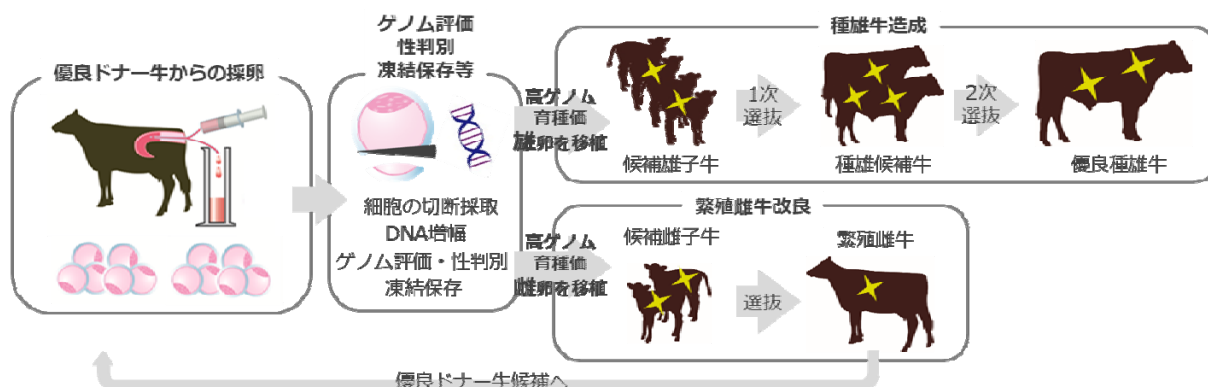 優良ドナー牛からの採卵
ゲノム評価
性判別
凍結保存等
細胞の切断採取
DNA増幅
ゲノム評価・性判別
凍結保存
高ゲノム
育種価
雄卵を移植
種雄牛造成
候補雄子牛
1次
選抜
種雄候補牛
2次
選抜
優良種雄牛
高ゲノム
育種価
雌卵を移植
繁殖雌牛改良
候補雌子牛
選抜
繁殖雌牛
優良ドナー牛候補へ